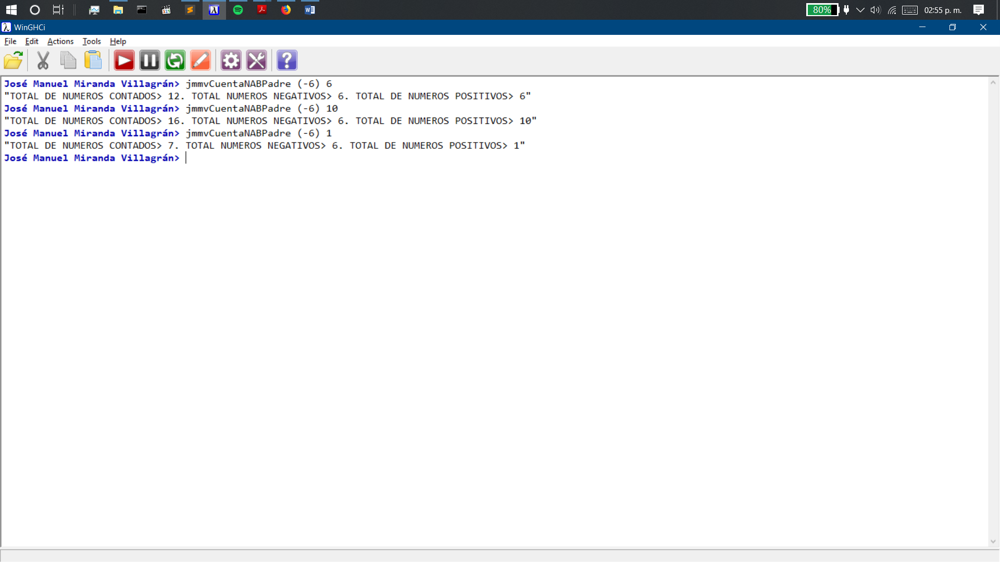 80%
02:55 p. m.
WinGHCi
File Edit Actions Tools Help
José Manuel Miranda Villagrán> jmmvCuentaNABPadre (-6) 6
"TOTAL DE NUMEROS CONTADOS> 12. TOTAL NUMEROS NEGATIVOS> 6. TOTAL DE NUMEROS POSITIVOS> 6"
José Manuel Miranda Villagrán> jmmvCuentaNABPadre (-6) 10
"TOTAL DE NUMEROS CONTADOS> 16. TOTAL NUMEROS NEGATIVOS> 6. TOTAL DE NUMEROS POSITIVOS> 10"
José Manuel Miranda Villagrán> jmmvCuentaNABPadre (-6) 1
"TOTAL DE NUMEROS CONTADOS> 7. TOTAL NUMEROS NEGATIVOS> 6. TOTAL DE NUMEROS POSITIVOS> 1"
José Manuel Miranda Villagrán>